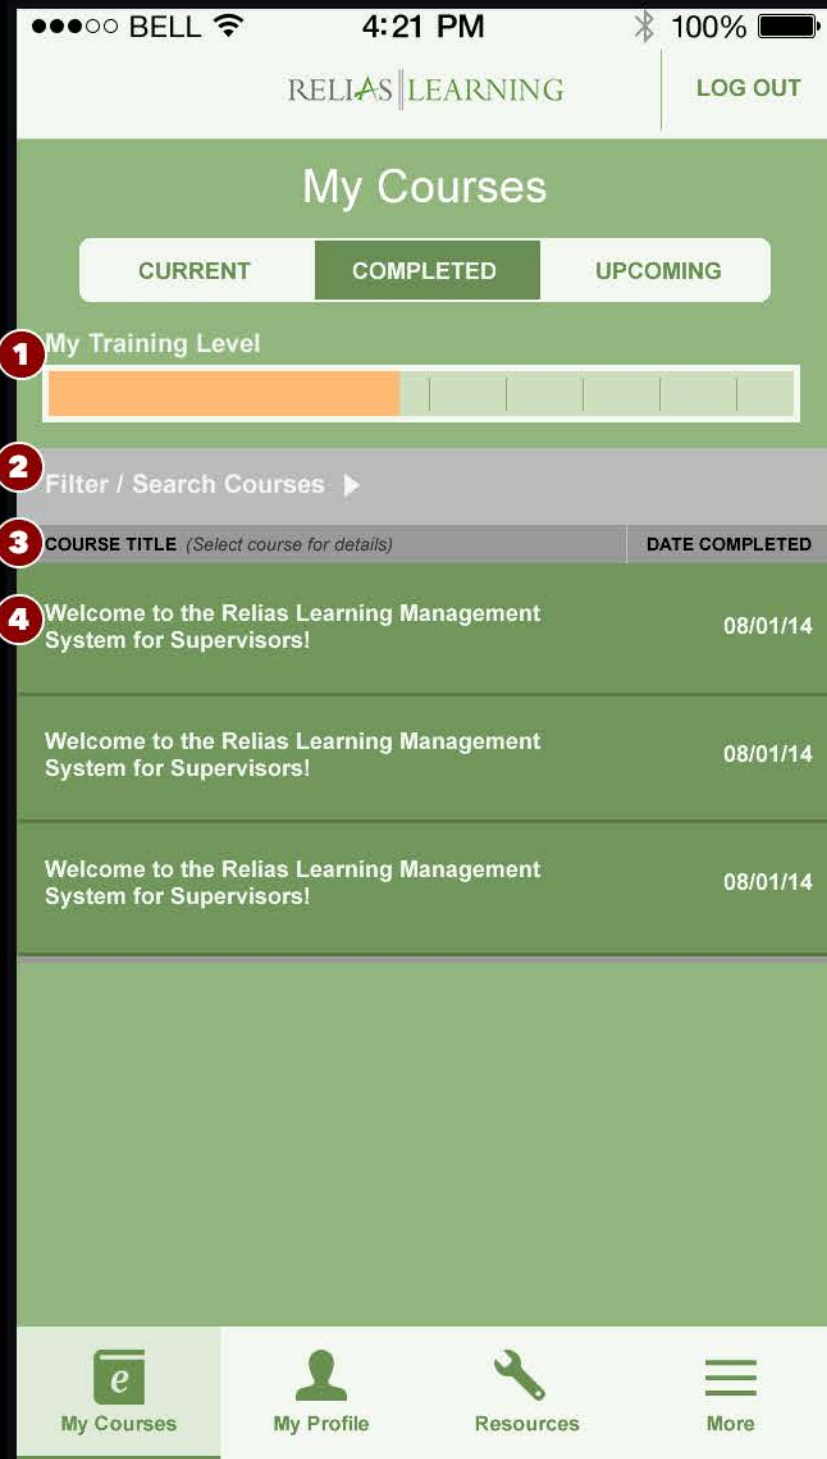 BELL 4:21 PM 100%
RELIAS LEARNING LOG OUT
My Courses
CURRENT COMPLETED UPCOMING
1 My Training Level
2 Filter / Search Courses
3 COURSE TITLE (Select course for details) DATE COMPLETED
4 Welcome to the Relias Learning Management
System for Supervisors!
08/01/14
Welcome to the Relias Learning Management
System for Supervisors!
08/01/14
Welcome to the Relias Learning Management
System for Supervisors!
08/01/14
e
My Courses My Profile Resources More